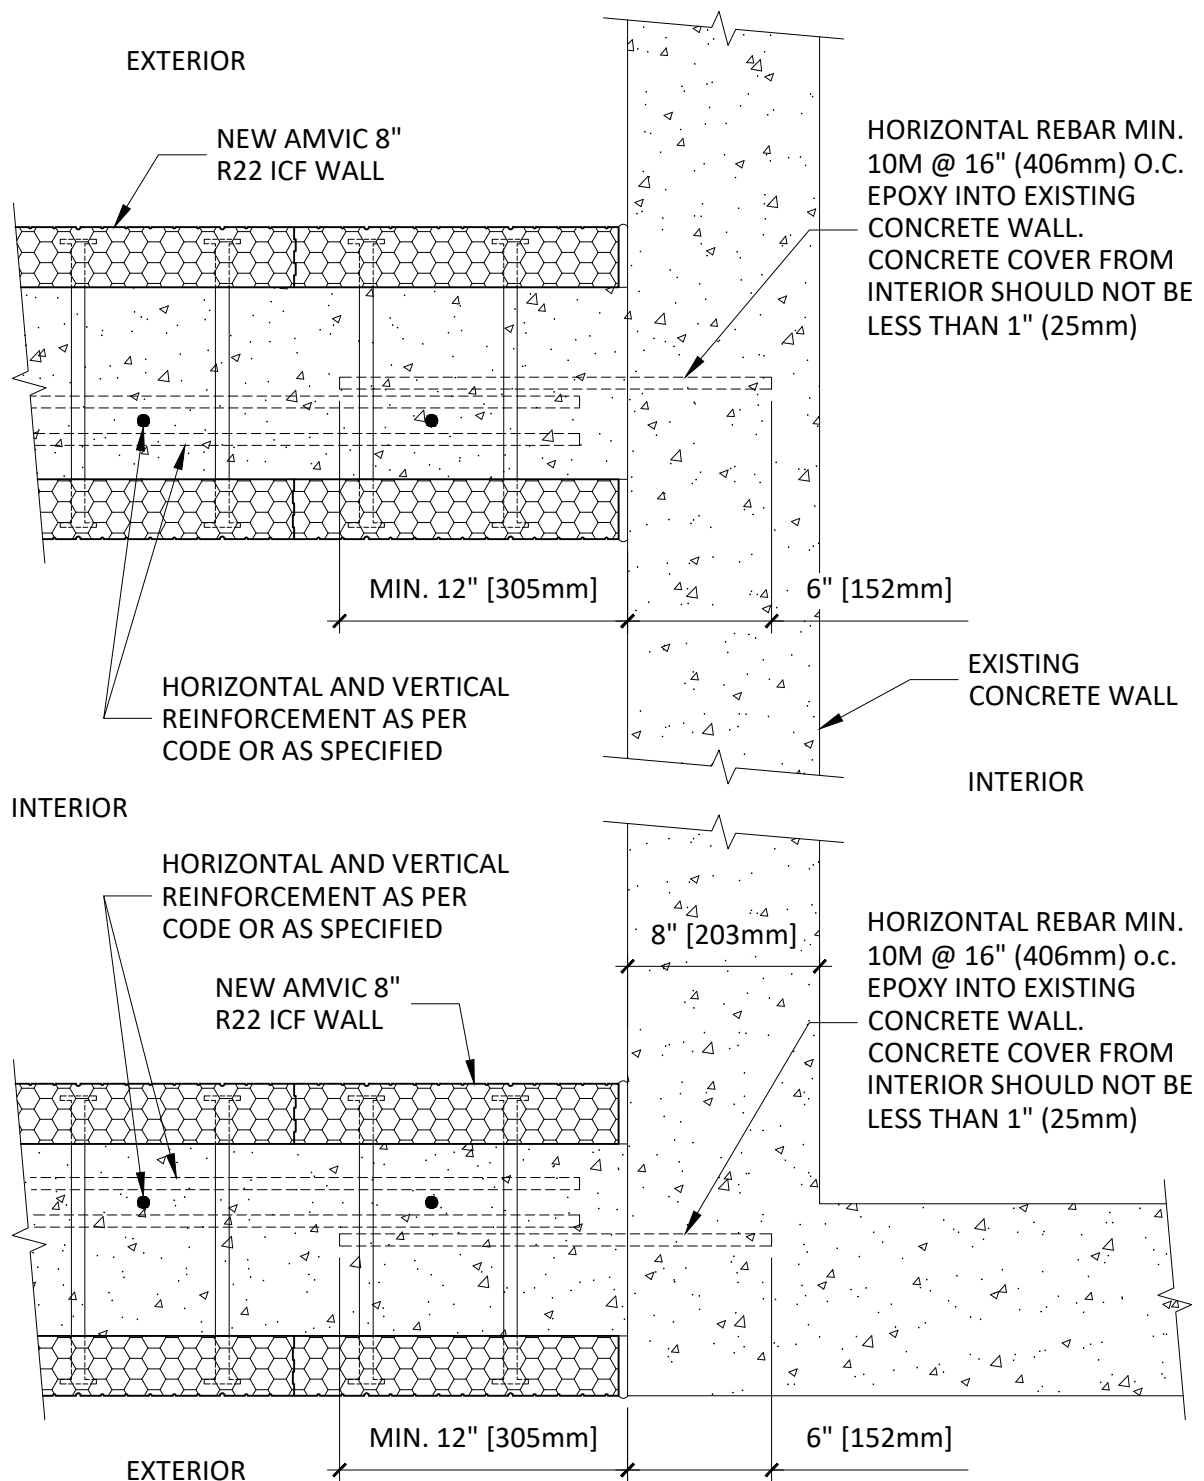 EXTERIOR
NEW AMVIC 8"
R22 ICF WALL
HORIZONTAL REBAR MIN.
10M @ 16" (406mm) O.C.
EPOXY INTO EXISTING
CONCRETE WALL.
CONCRETE COVER FROM
INTERIOR SHOULD NOT BE
LESS THAN 1" (25mm)
MIN. 12" [305mm]
6" [152mm]
HORIZONTAL AND VERTICAL
REINFORCEMENT AS PER
CODE OR AS SPECIFIED
EXISTING
CONCRETE WALL
INTERIOR
INTERIOR
HORIZONTAL AND VERTICAL
REINFORCEMENT AS PER
CODE OR AS SPECIFIED
8" [203mm]
NEW AMVIC 8"
R22 ICF WALL
HORIZONTAL REBAR MIN.
10M @ 16" (406mm) o.c.
EPOXY INTO EXISTING
CONCRETE WALL.
CONCRETE COVER FROM
INTERIOR SHOULD NOT BE
LESS THAN 1" (25mm)
MIN. 12" [305mm]
6" [152mm]
EXTERIOR